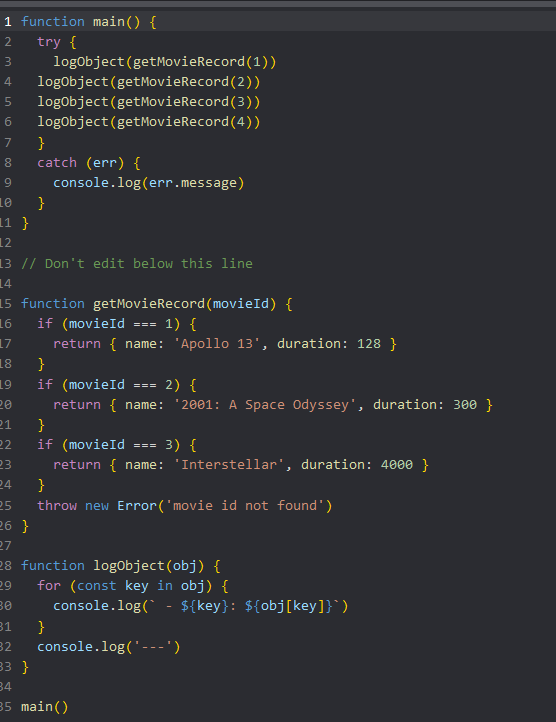 1 function main() {
2   try {
3     logObject(getMovieRecord(1))
4   logObject(getMovieRecord(2))
5   logObject(getMovieRecord(3))
6   logObject(getMovieRecord(4))
7   }
8   catch (err) {
9     console.log(err.message)
10   }
11 }
12
13 // Don't edit below this line
14
15 function getMovieRecord(movieId) {
16   if (movieId === 1) {
17     return { name: 'Apollo 13', duration: 128 }
18   }
19   if (movieId === 2) {
20     return { name: '2001: A Space Odyssey', duration: 300 }
21   }
22   if (movieId === 3) {
23     return { name: 'Interstellar', duration: 4000 }
24   }
25   throw new Error('movie id not found')
26 }
27
28 function logObject(obj) {
29   for (const key in obj) {
30     console.log(` - ${key}: ${obj[key]}`)
31   }
32   console.log('---')
33 }
34
35 main()